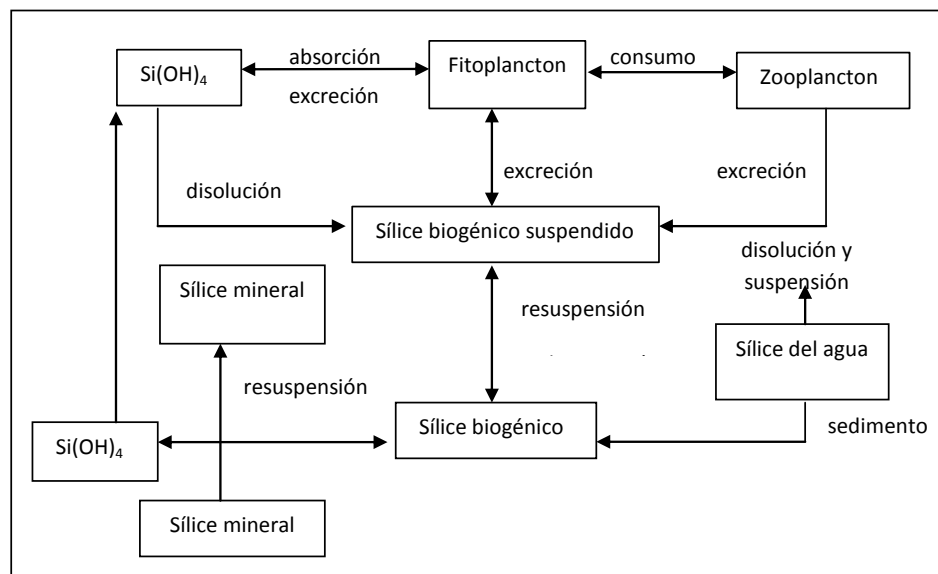 Si(OH)4
absorción
excreción
Fitoplancton
consumo
Zooplancton
disolución
excreción
excreción
Sílice biogénico suspendido
disolución y
suspensión
Sílice mineral
resuspensión
Sílice del agua
resuspensión
Si(OH)4
Sílice biogénico
sedimento
Sílice mineral